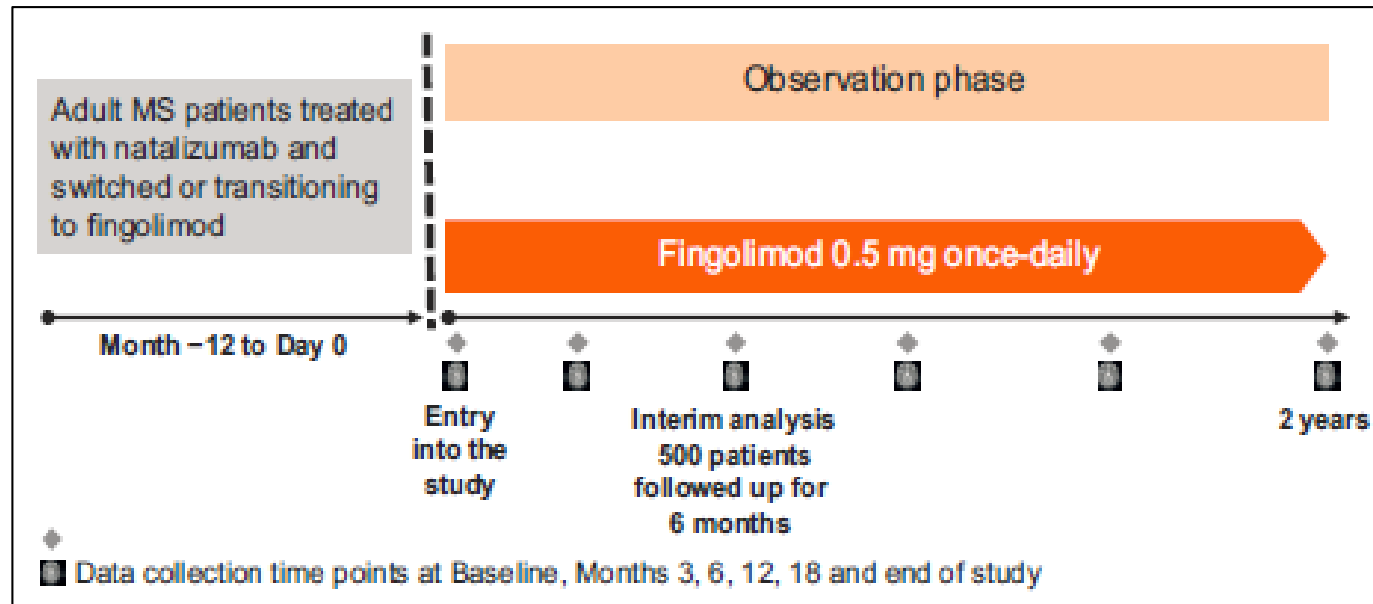 Observation phase
Adult MS patients treated
with natalizumab and
switched or transitioning
to fingolimod
Fingolimod 0.5 mg once-daily
Month −12 to Day 0
Entry
into the
study
Interim analysis
500 patients
followed up for
6 months
2 years
Data collection time points at Baseline, Months 3, 6, 12, 18 and end of study